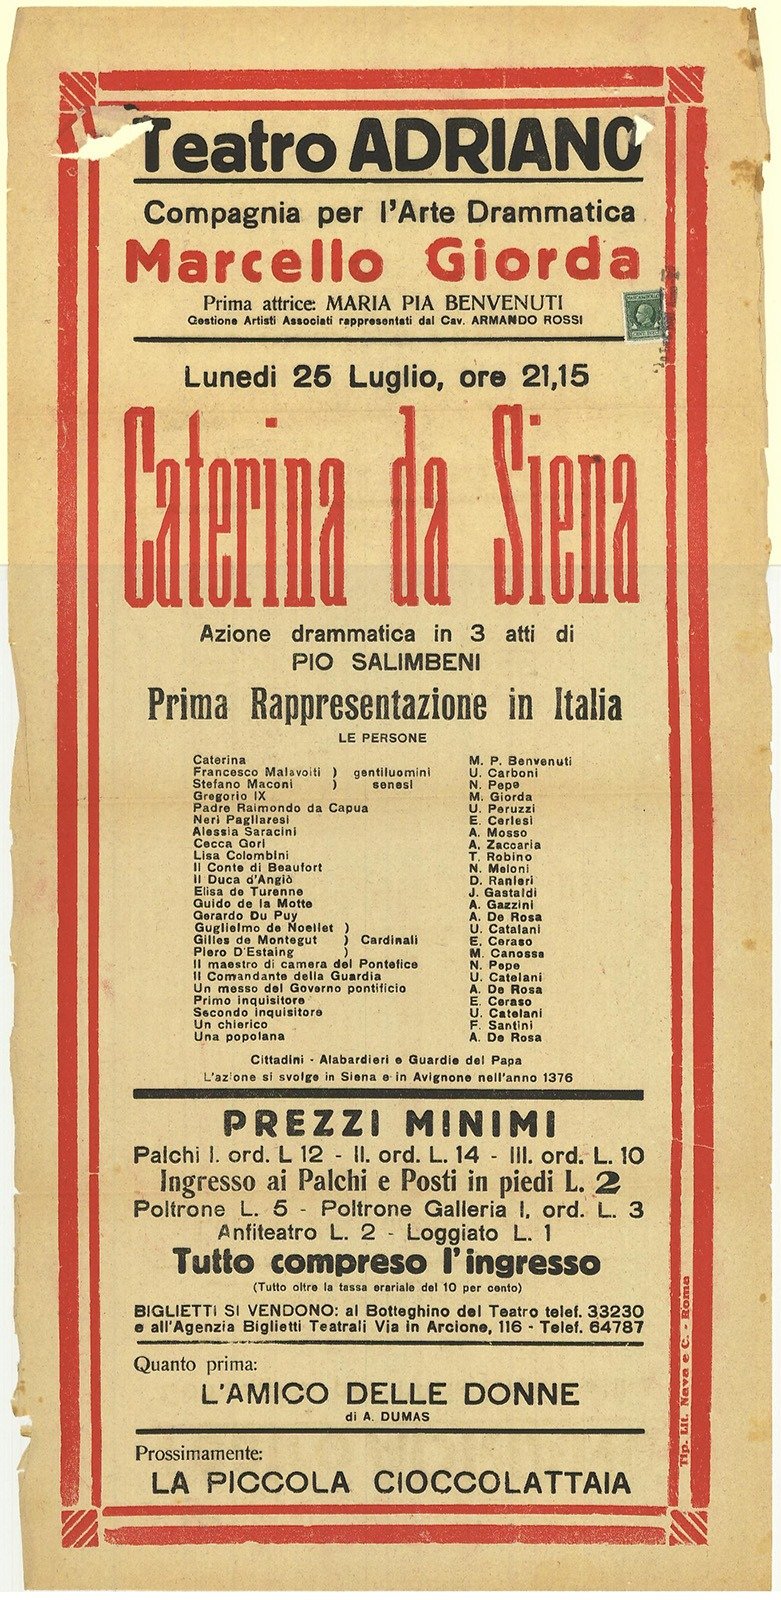 Teatro ADRIANO
Compagnia per l'Arte Drammatica
Marcello Giorda
Prima attrice: MARIA PIA BENVENUTI
Gestione Artisti Associati rappresentati dal Cav. ARMANDO ROSSI
Lunedi 25 Luglio, ore 21,15
Caterina da Siena
Azione drammatica in 3 atti di
PIO SALIMBENI
Prima Rappresentazione in Italia
LE PERSONE
Caterina M. P. Benvenuti
Francesco Malavolti ) gentiluomini U. Carboni
Stefano Maconi ) senesi N. Pepe
Gregorio IX M. Giorda
Padre Raimondo da Capua U. Peruzzi
Neri Pagliaresi E. Cerlesi
Alessia Saracini A. Mosso
Cecca Gori A. Zaccaria
Lisa Colombini T. Robino
Il Conte di Beaufort N. Meloni
Il Duca d'Angiò D. Ranieri
Elisa de Turenne J. Gastaldi
Guido de la Motte A. Gazzini
Gerardo Du Puy A. De Rosa
Guglielmo de Noellet ) U. Catalani
Gilles de Montegut ) Cardinali E. Ceraso
Piero D'Estaing ) M. Canossa
Il maestro di camera del Pontefice N. Pepe
Il Comandante della Guardia U. Catelani
Un messo del Governo pontificio A. De Rosa
Primo inquisitore E. Ceraso
Secondo inquisitore U. Catelani
Un chierico F. Santini
Una popolana A. De Rosa
Cittadini - Alabardieri e Guardie del Papa
L'azione si svolge in Siena e in Avignone nell'anno 1376
PREZZI MINIMI
Palchi I. ord. L 12 - II. ord. L. 14 - III. ord. L. 10
Ingresso ai Palchi e Posti in piedi L. 2
Poltrone L. 5 - Poltrone Galleria I. ord. L. 3
Anfiteatro L. 2 - Loggiato L. 1
Tutto compreso l'ingresso
(Tutto oltre la tassa erariale del 10 per cento)
BIGLIETTI SI VENDONO: al Botteghino del Teatro telef. 33230
e all'Agenzia Biglietti Teatrali Via in Arcione, 116 - Telef. 64787
Quanto prima:
L'AMICO DELLE DONNE
di A. DUMAS
Prossimamente:
LA PICCOLA CIOCCOLATTAIA
Tip. Lit. Nava e C. - Roma